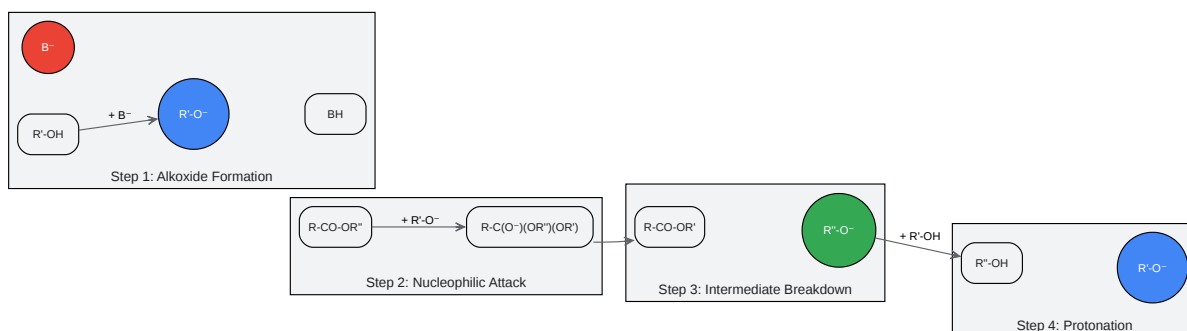 B⁻
R'-OH
+ B⁻
R'-O⁻
BH
Step 1: Alkoxide Formation
R-CO-OR"
+ R'-O⁻
R-C(O⁻)(OR")(OR')
Step 2: Nucleophilic Attack
R-CO-OR'
R"-O⁻
Step 3: Intermediate Breakdown
+ R'-OH
R"-OH
R'-O⁻
Step 4: Protonation